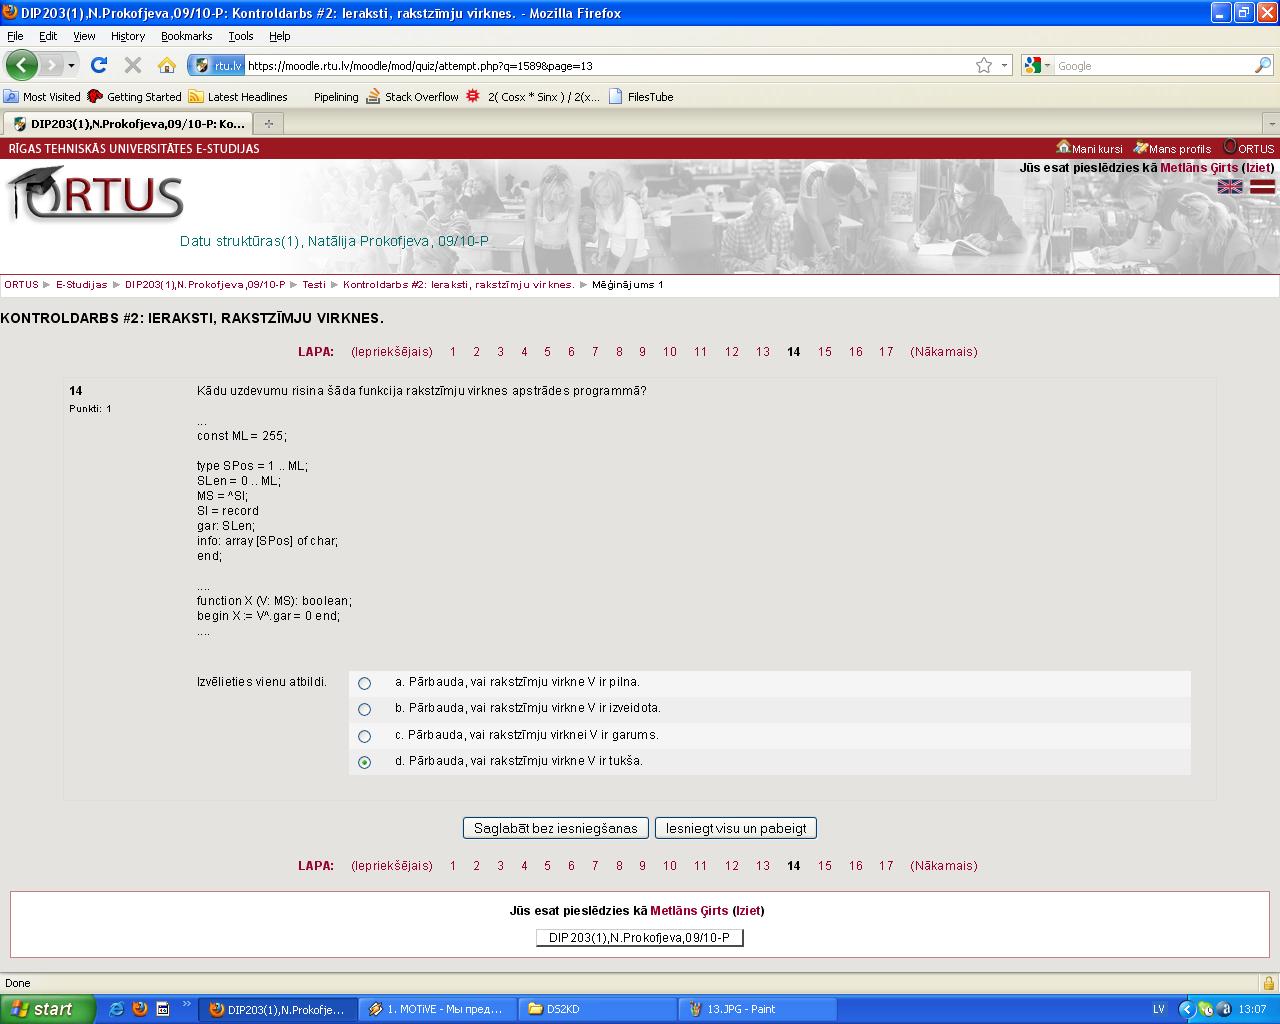 DIP203(1),N.Prokofjeva,09/10-P: Kontroldarbs #2: Ieraksti, rakstzīmju virknes. - Mozilla Firefox
File Edit View History Bookmarks Tools Help
rtu.lv https://moodle.rtu.lv/moodle/mod/quiz/attempt.php?q=1589&page=13 Google
Most Visited Getting Started Latest Headlines Pipelining Stack Overflow 2( Cosx * Sinx ) / 2(x... FilesTube
DIP203(1),N.Prokofjeva,09/10-P: Ko...
RĪGAS TEHNISKĀS UNIVERSITĀTES E-STUDIJAS Mani kursi Mans profils ORTUS
Jūs esat pieslēdzies kā Metlāns Ģirts (Iziet)
ORTUS
Datu struktūras(1), Natālija Prokofjeva, 09/10-P
ORTUS ► E-Studijas ► DIP203(1),N.Prokofjeva,09/10-P ► Testi ► Kontroldarbs #2: Ieraksti, rakstzīmju virknes. ► Mēģinājums 1
KONTROLDARBS #2: IERAKSTI, RAKSTZĪMJU VIRKNES.
LAPA: (Iepriekšējais) 1 2 3 4 5 6 7 8 9 10 11 12 13 14 15 16 17 (Nākamais)
14
Punkti: 1
Kādu uzdevumu risina šāda funkcija rakstzīmju virknes apstrādes programmā?
...
const ML = 255;
type SPos = 1 .. ML;
SLen = 0 .. ML;
MS = ^SI;
SI = record
gar: SLen;
info: array [SPos] of char;
end;
....
function X (V: MS): boolean;
begin X := V^.gar = 0 end;
....
Izvēlieties vienu atbildi.
a. Pārbauda, vai rakstzīmju virkne V ir pilna.
b. Pārbauda, vai rakstzīmju virkne V ir izveidota.
c. Pārbauda, vai rakstzīmju virknei V ir garums.
d. Pārbauda, vai rakstzīmju virkne V ir tukša.
Saglabāt bez iesniegšanas Iesniegt visu un pabeigt
LAPA: (Iepriekšējais) 1 2 3 4 5 6 7 8 9 10 11 12 13 14 15 16 17 (Nākamais)
Jūs esat pieslēdzies kā Metlāns Ģirts (Iziet)
DIP203(1),N.Prokofjeva,09/10-P
Done
start DIP203(1),N.Prokofje... 1. MOTiVE - Мы пред... DS2KD 13.JPG - Paint LV 13:07